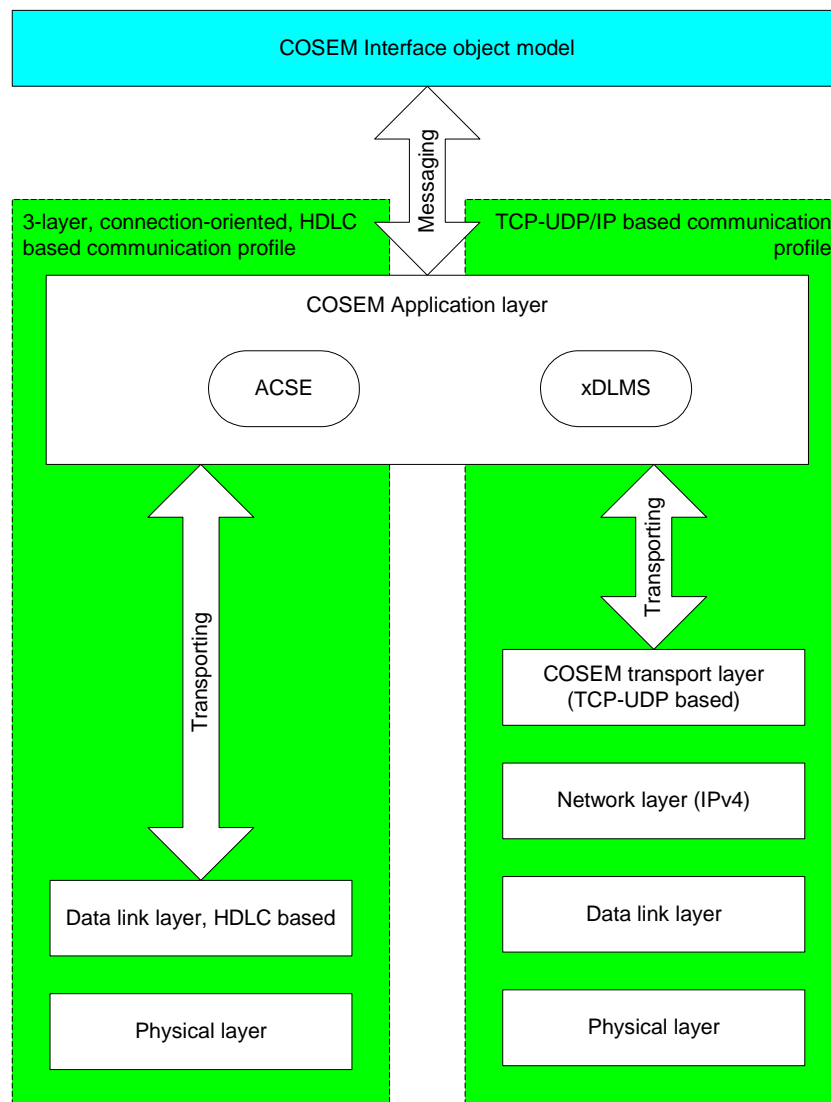 COSEM Interface object model
Messaging
3-layer, connection-oriented, HDLC
based communication profile
TCP-UDP/IP based communication
profile
COSEM Application layer
ACSE
xDLMS
Transporting
Transporting
COSEM transport layer
(TCP-UDP based)
Network layer (IPv4)
Data link layer, HDLC based
Data link layer
Physical layer
Physical layer